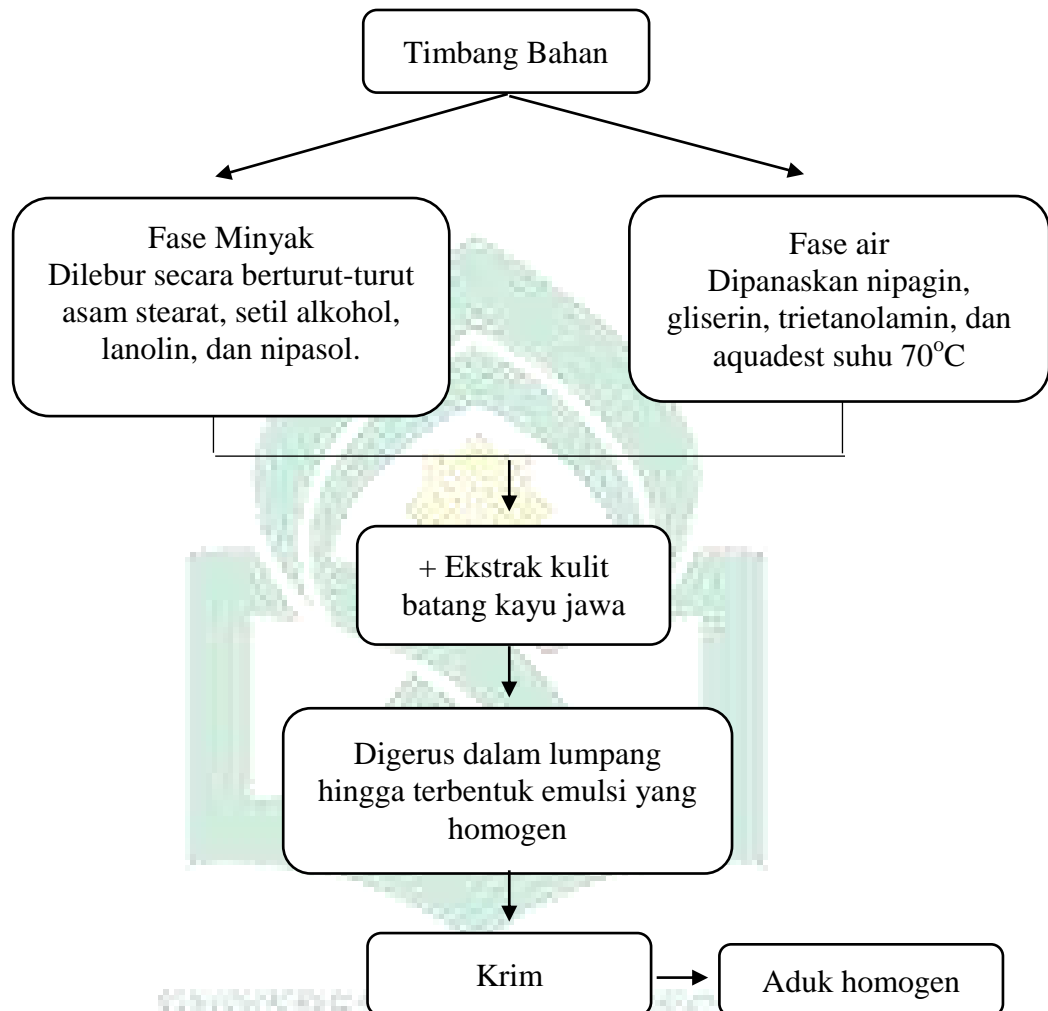 Timbang Bahan
Fase Minyak
Dilebur secara berturut-turut
asam stearat, setil alkohol,
lanolin, dan nipasol.
Fase air
Dipanaskan nipagin,
gliserin, trietanolamin, dan
aquadest suhu 70°C
+ Ekstrak kulit
batang kayu jawa
Digerus dalam lumpang
hingga terbentuk emulsi yang
homogen
Krim
Aduk homogen